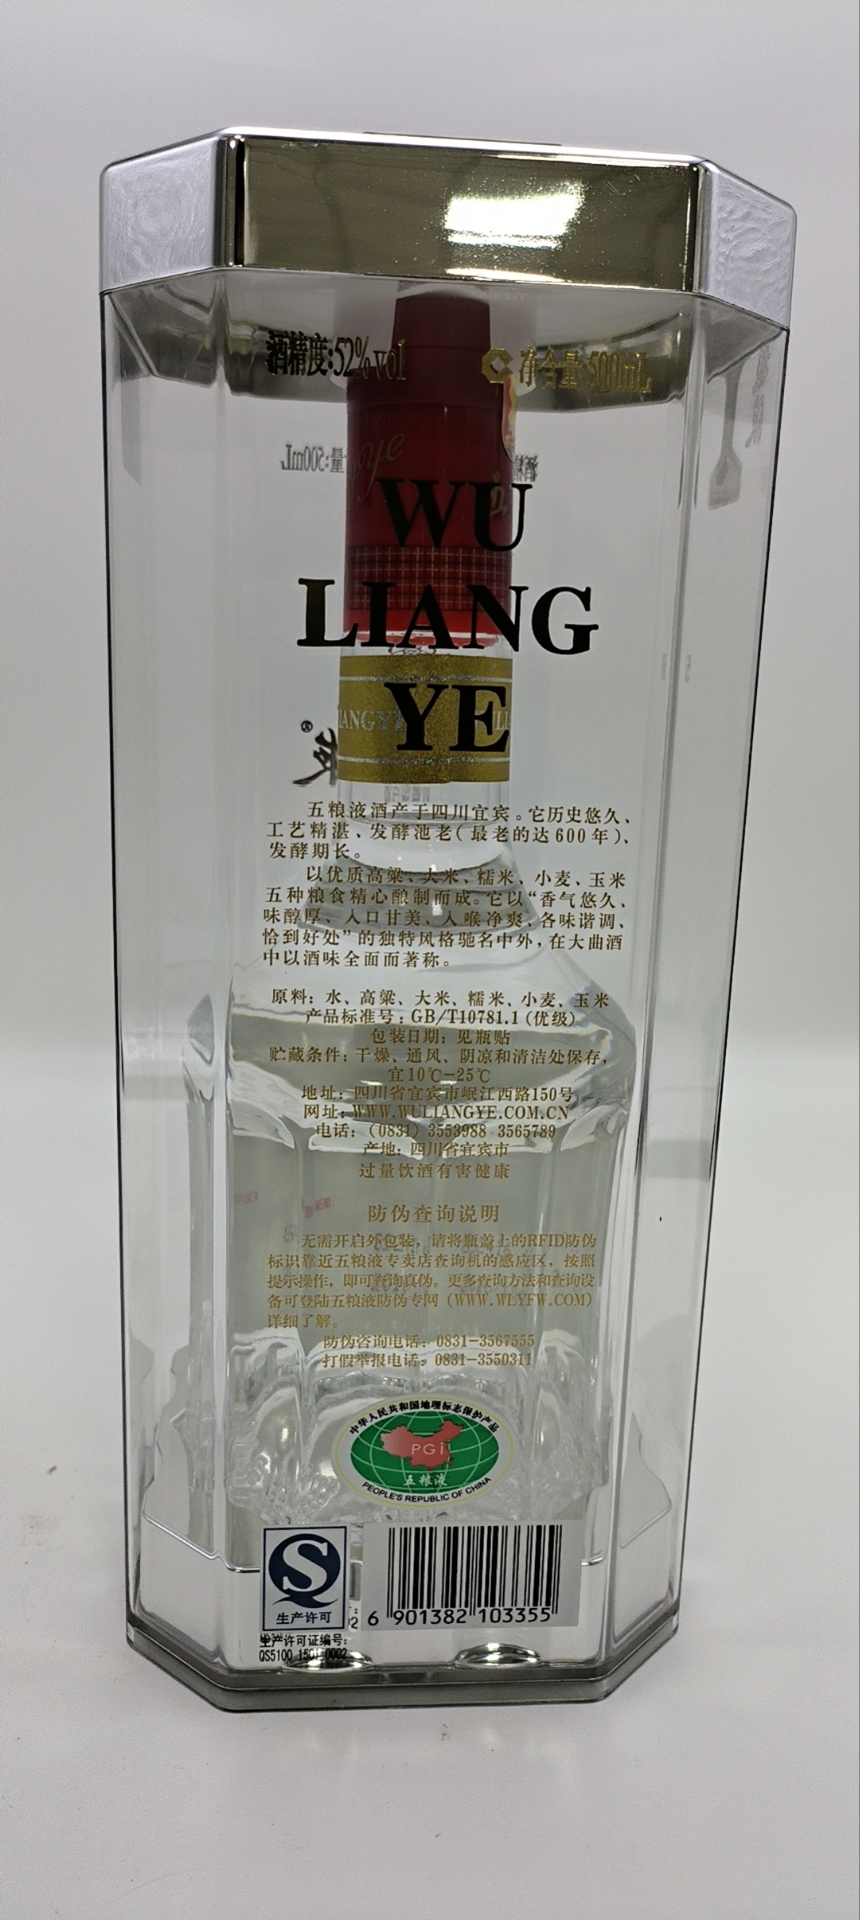 酒精度:52%vol
净含量 500mL
WU
LIANG
YE
五粮液酒产于四川宜宾。它历史悠久、
工艺精湛、发酵池老(最老的达600年)、
发酵期长。
以优质高粱、大米、糯米、小麦、玉米
五种粮食精心酿制而成。它以“香气悠久、
味醇厚、入口甘美、入喉净爽、各味谐调、
恰到好处”的独特风格驰名中外,在大曲酒
中以酒味全面而著称。
原料: 水、高粱、大米、糯米、小麦、玉米
产品标准号: GB/T10781.1(优级)
包装日期: 见瓶贴
贮藏条件: 干燥、通风、阴凉和清洁处保存,
宜10℃-25℃
地址: 四川省宜宾市岷江西路150号
网址: WWW.WULIANGYE.COM.CN
电话: (0831) 3553988 3565789
产地: 四川省宜宾市
过量饮酒有害健康
防伪查询说明
无需开启外包装, 请将瓶盖上的RFID防伪
标识靠近五粮液专卖店查询机的感应区, 按照
提示操作, 即可查询真伪。更多查询方法和查询设
备可登陆五粮液防伪专网 (WWW.WLYFW.COM)
详细了解。
防伪咨询电话: 0831-3567555
打假举报电话: 0831-3550311
中华人民共和国地理标志保护产品
PGI
五粮液
PEOPLE'S REPUBLIC OF CHINA
生产许可
6 901382 103355
生产许可证编号:
QS5100 1501 0002